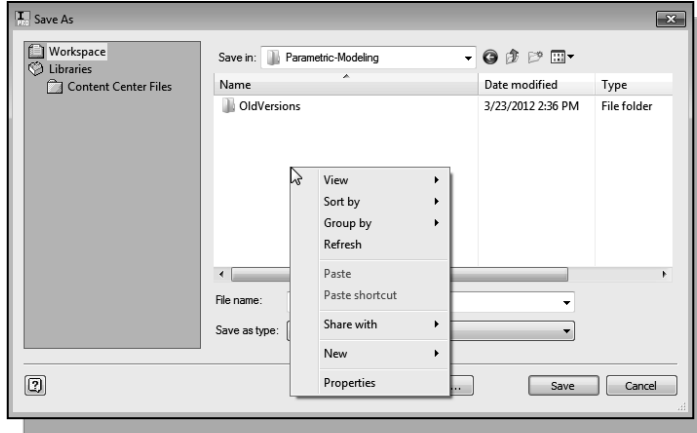 Save As
Workspace
Libraries
Content Center Files
Save in: Parametric-Modeling
Name Date modified Type
OldVersions 3/23/2012 2:36 PM File folder
View
Sort by
Group by
Refresh
Paste
Paste shortcut
Share with
New
Properties
File name:
Save as type:
...
Save Cancel